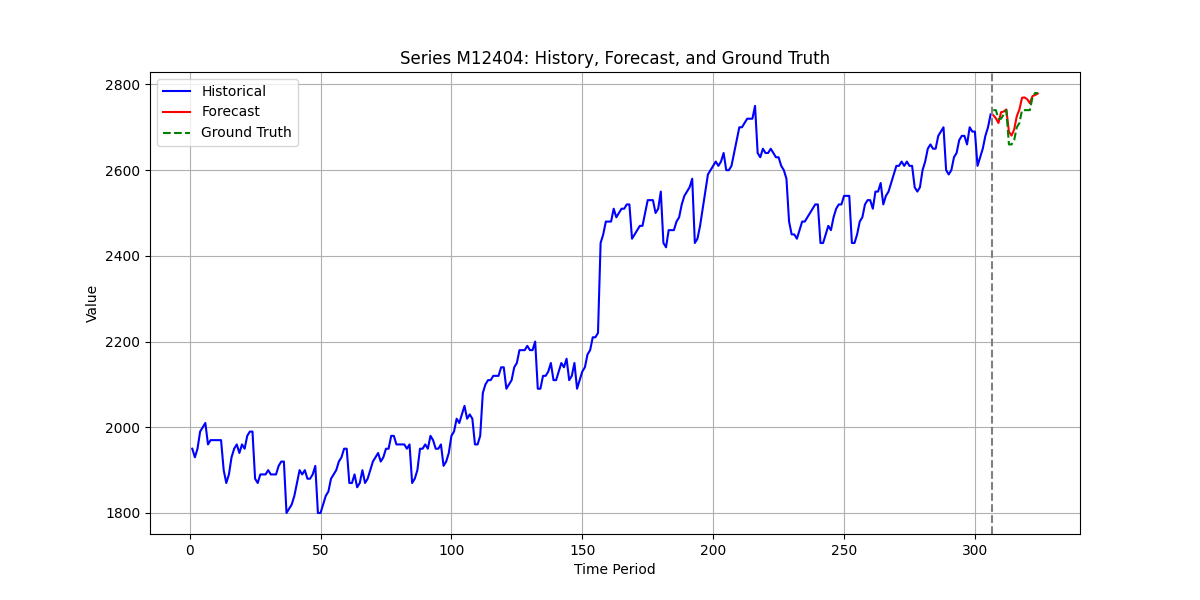 Series M12404: History, Forecast, and Ground Truth
Historical
Forecast
Ground Truth
2800
2600
2400
2200
2000
1800
Value
0 50 100 150 200 250 300
Time Period